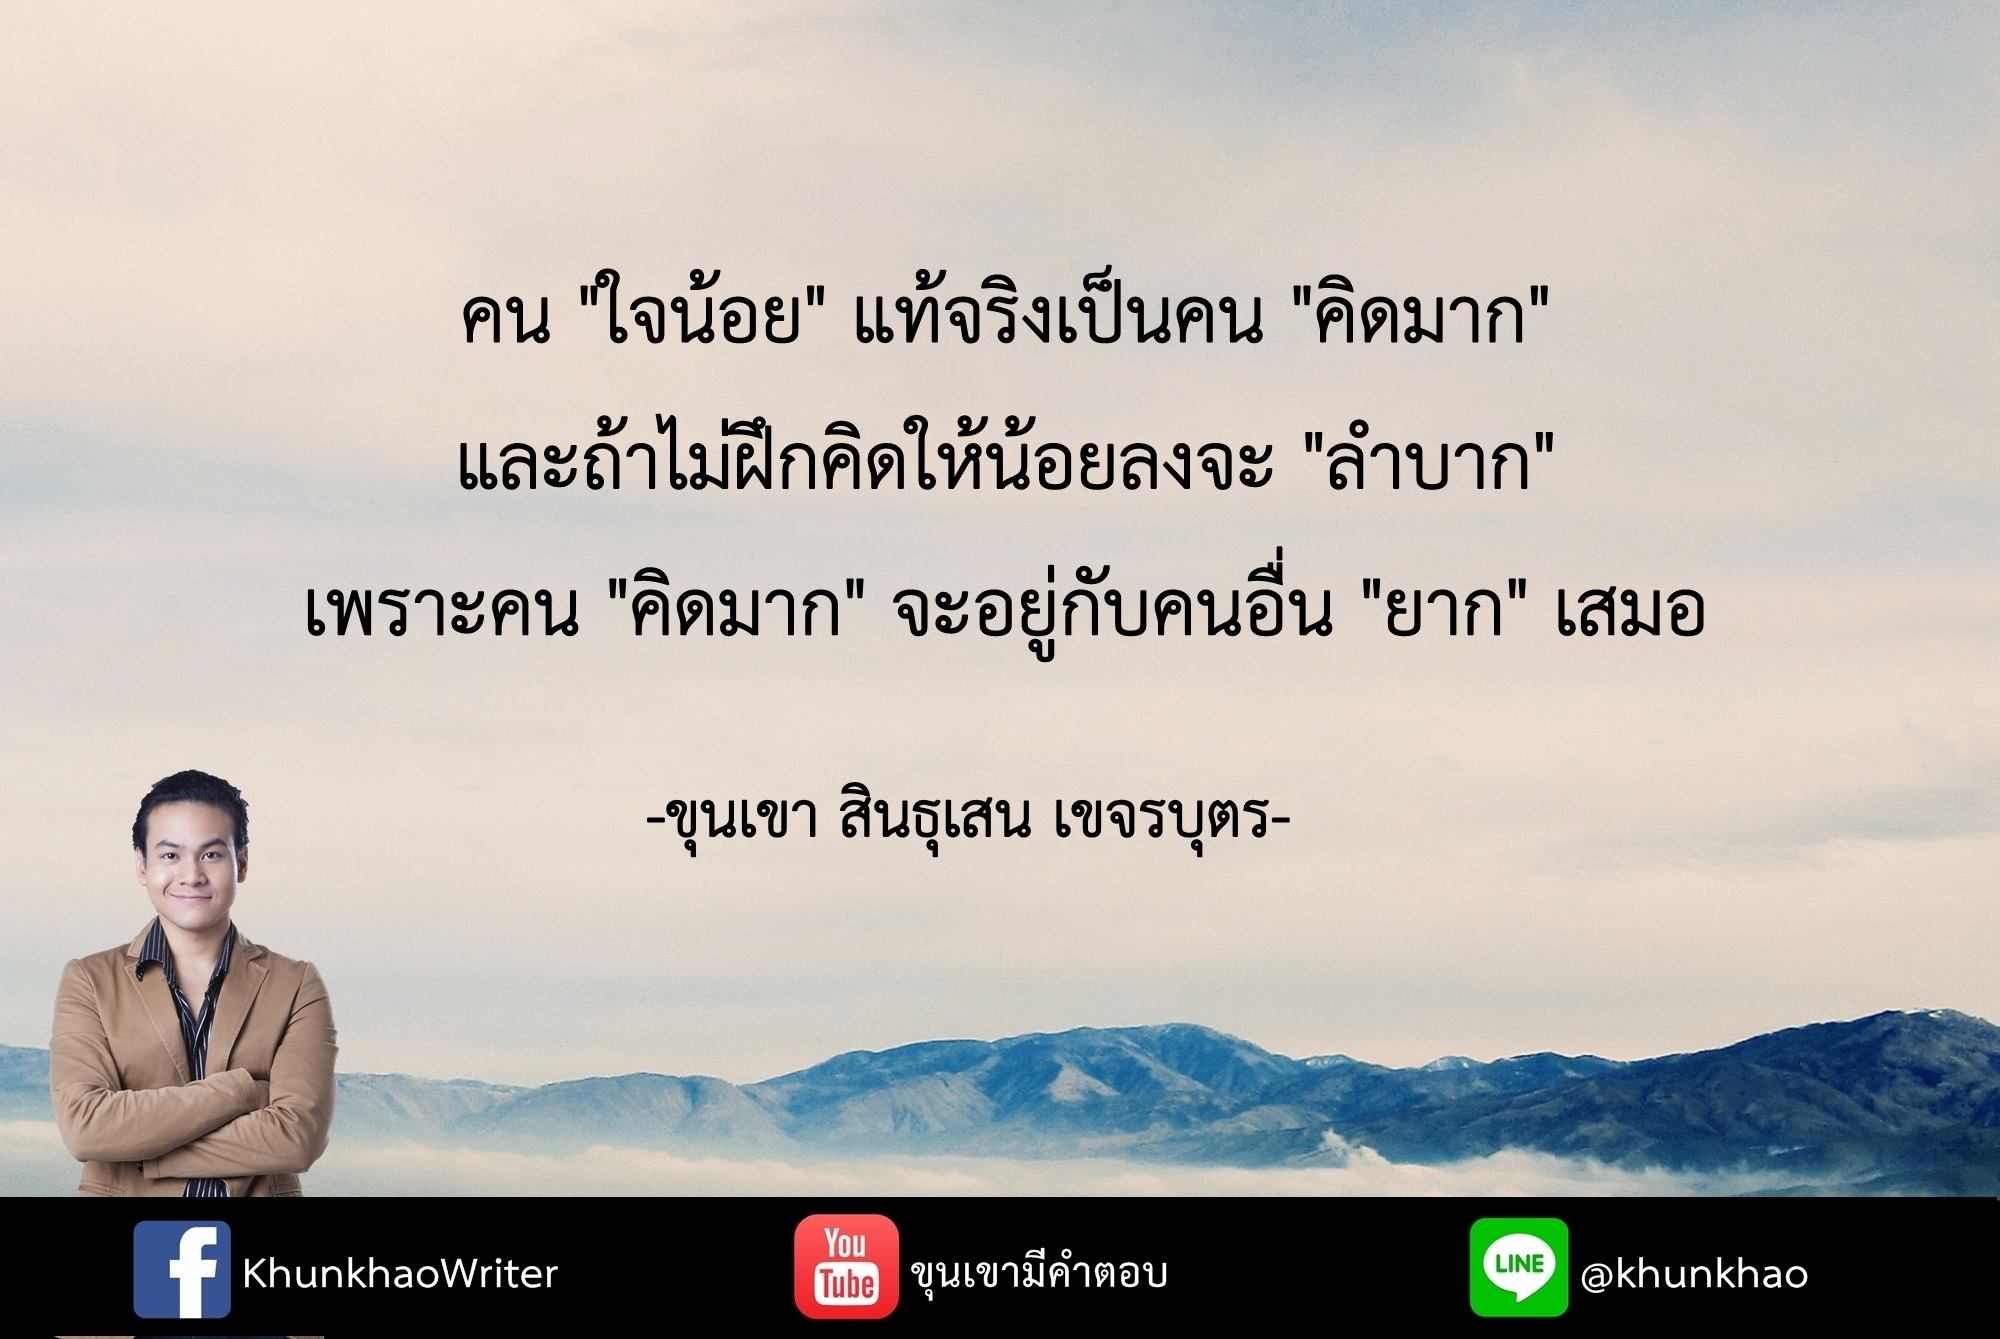 คน "ใจน้อย" แท้จริงเป็นคน "คิดมาก"
และถ้าไม่ฝึกคิดให้น้อยลงจะ "ลำบาก"
เพราะคน "คิดมาก" จะอยู่กับคนอื่น "ยาก" เสมอ
-ขุนเขา สินธุเสน เขจรบุตร-
f KhunkhaoWriter
You Tube ขุนเขามีคำตอบ
LINE @khunkhao